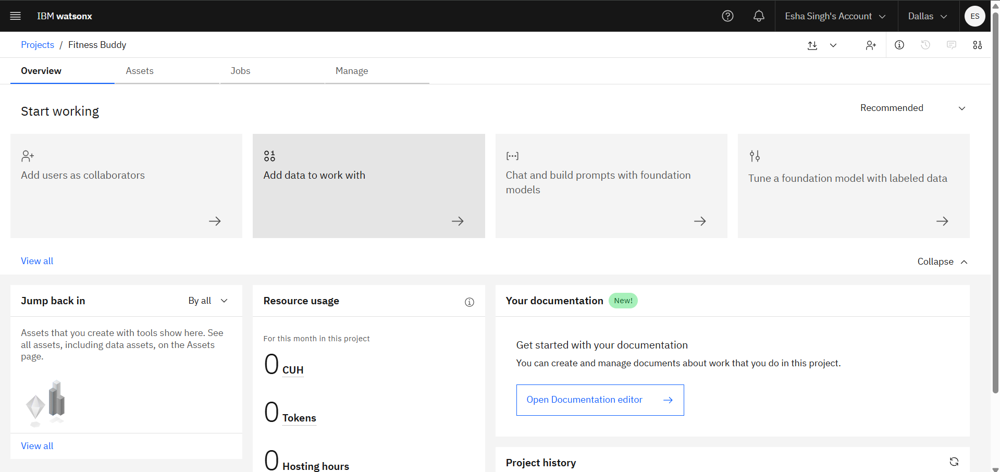 IBM watsonx
Esha Singh's Account
Dallas
ES
Projects / Fitness Buddy
Overview
Assets
Jobs
Manage
Start working
Recommended
Add users as collaborators
Add data to work with
Chat and build prompts with foundation
models
Tune a foundation model with labeled data
View all
Collapse
Jump back in
By all
Assets that you create with tools show here. See
all assets, including data assets, on the Assets
page.
View all
Resource usage
For this month in this project
0 CUH
0 Tokens
0 Hosting hours
Your documentation New!
Get started with your documentation
You can create and manage documents about work that you do in this project.
Open Documentation editor
Project history